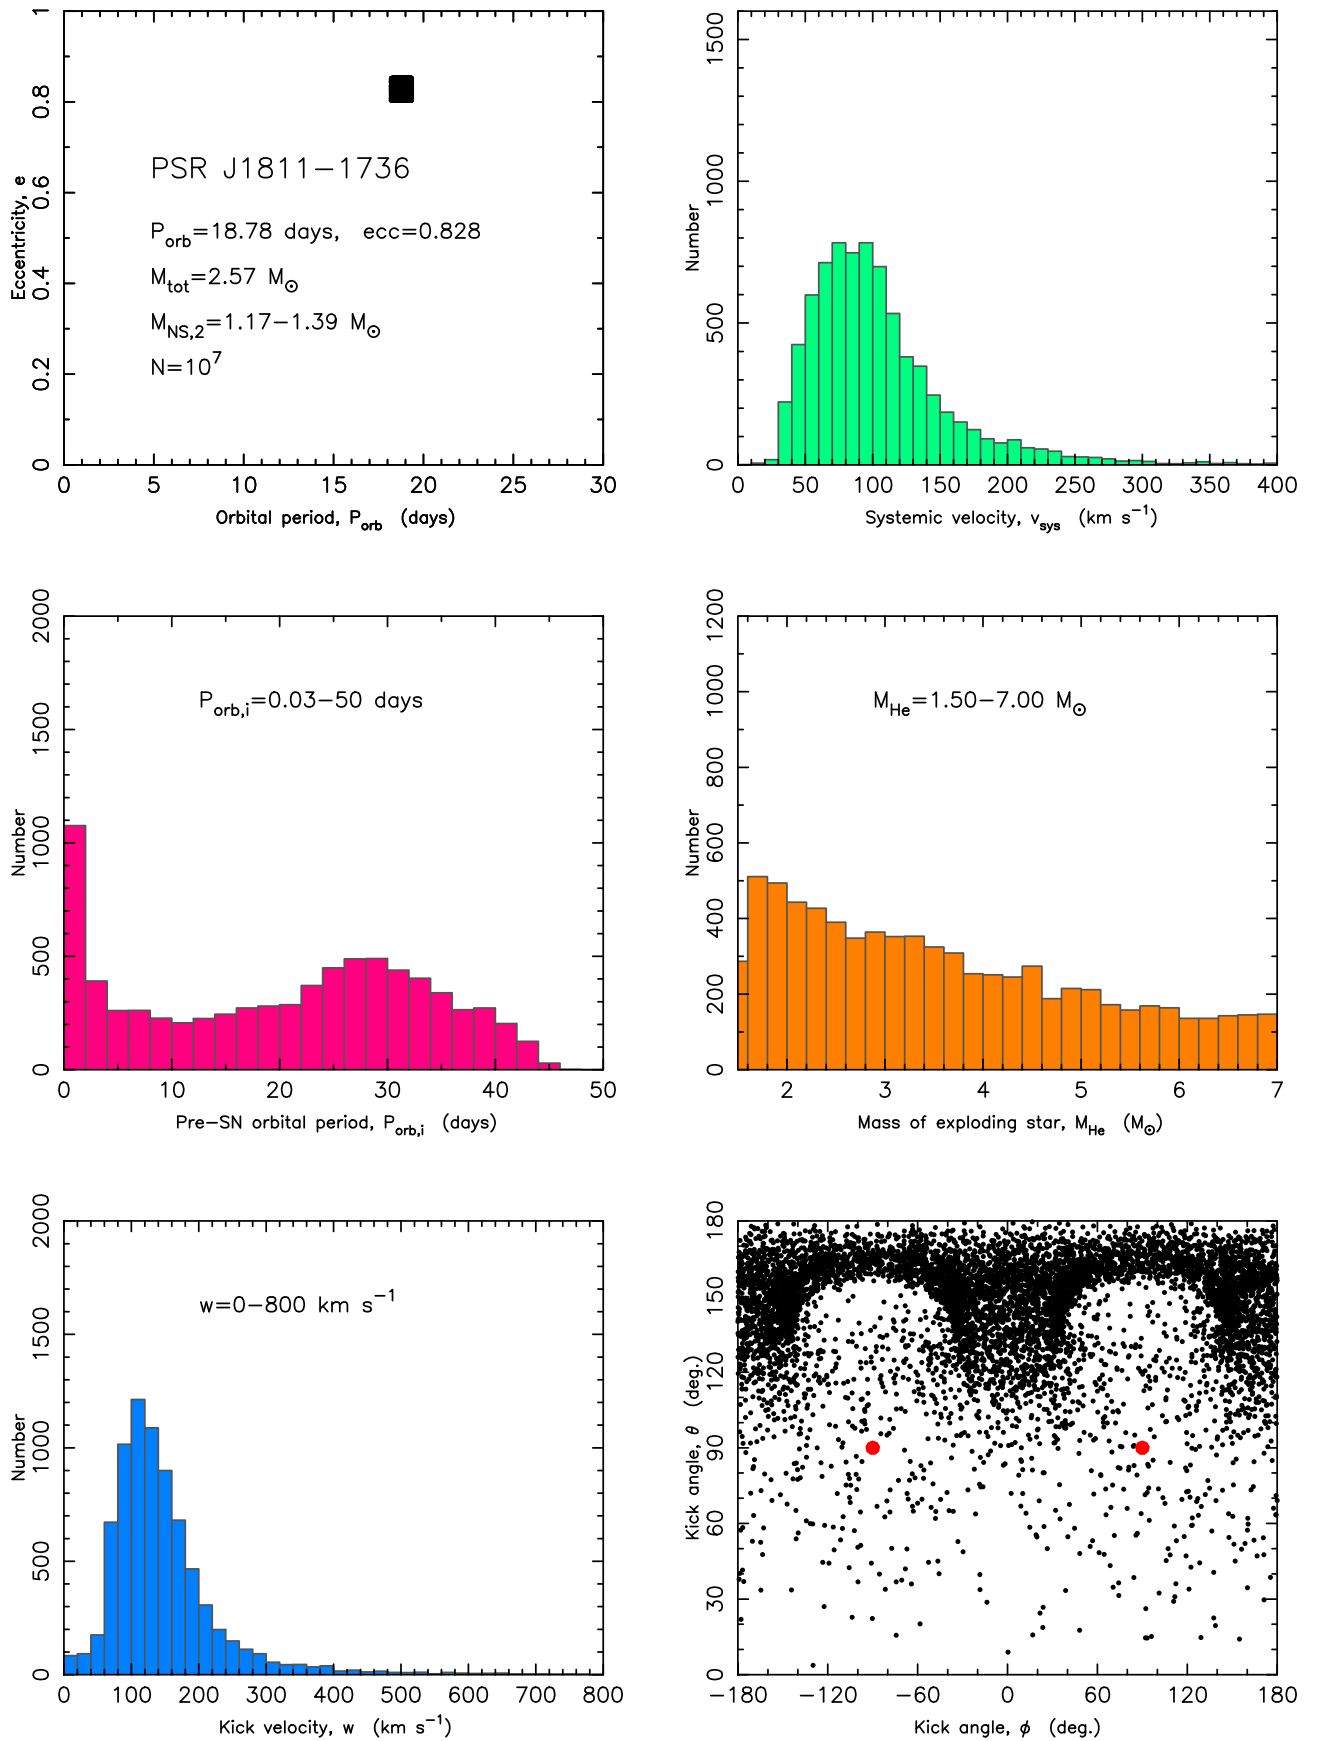 1
0.8
0.6
0.4
0.2
0
Eccentricity, e
PSR J1811−1736
P_orb=18.78 days, ecc=0.828
M_tot=2.57 M_⊙
M_NS,2=1.17−1.39 M_⊙
N=10^7
0 5 10 15 20 25 30
Orbital period, P_orb (days)
1500
1000
500
0
Number
0 50 100 150 200 250 300 350 400
Systemic velocity, v_sys (km s^−1)
2000
1500
1000
500
0
Number
P_orb,i=0.03−50 days
0 10 20 30 40 50
Pre−SN orbital period, P_orb,i (days)
1200
1000
800
600
400
200
0
Number
M_He=1.50−7.00 M_⊙
2 3 4 5 6 7
Mass of exploding star, M_He (M_⊙)
2000
1500
1000
500
0
Number
w=0−800 km s^−1
0 100 200 300 400 500 600 700 800
Kick velocity, w (km s^−1)
180
150
120
90
60
30
0
Kick angle, θ (deg.)
−180 −120 −60 0 60 120 180
Kick angle, ϕ (deg.)